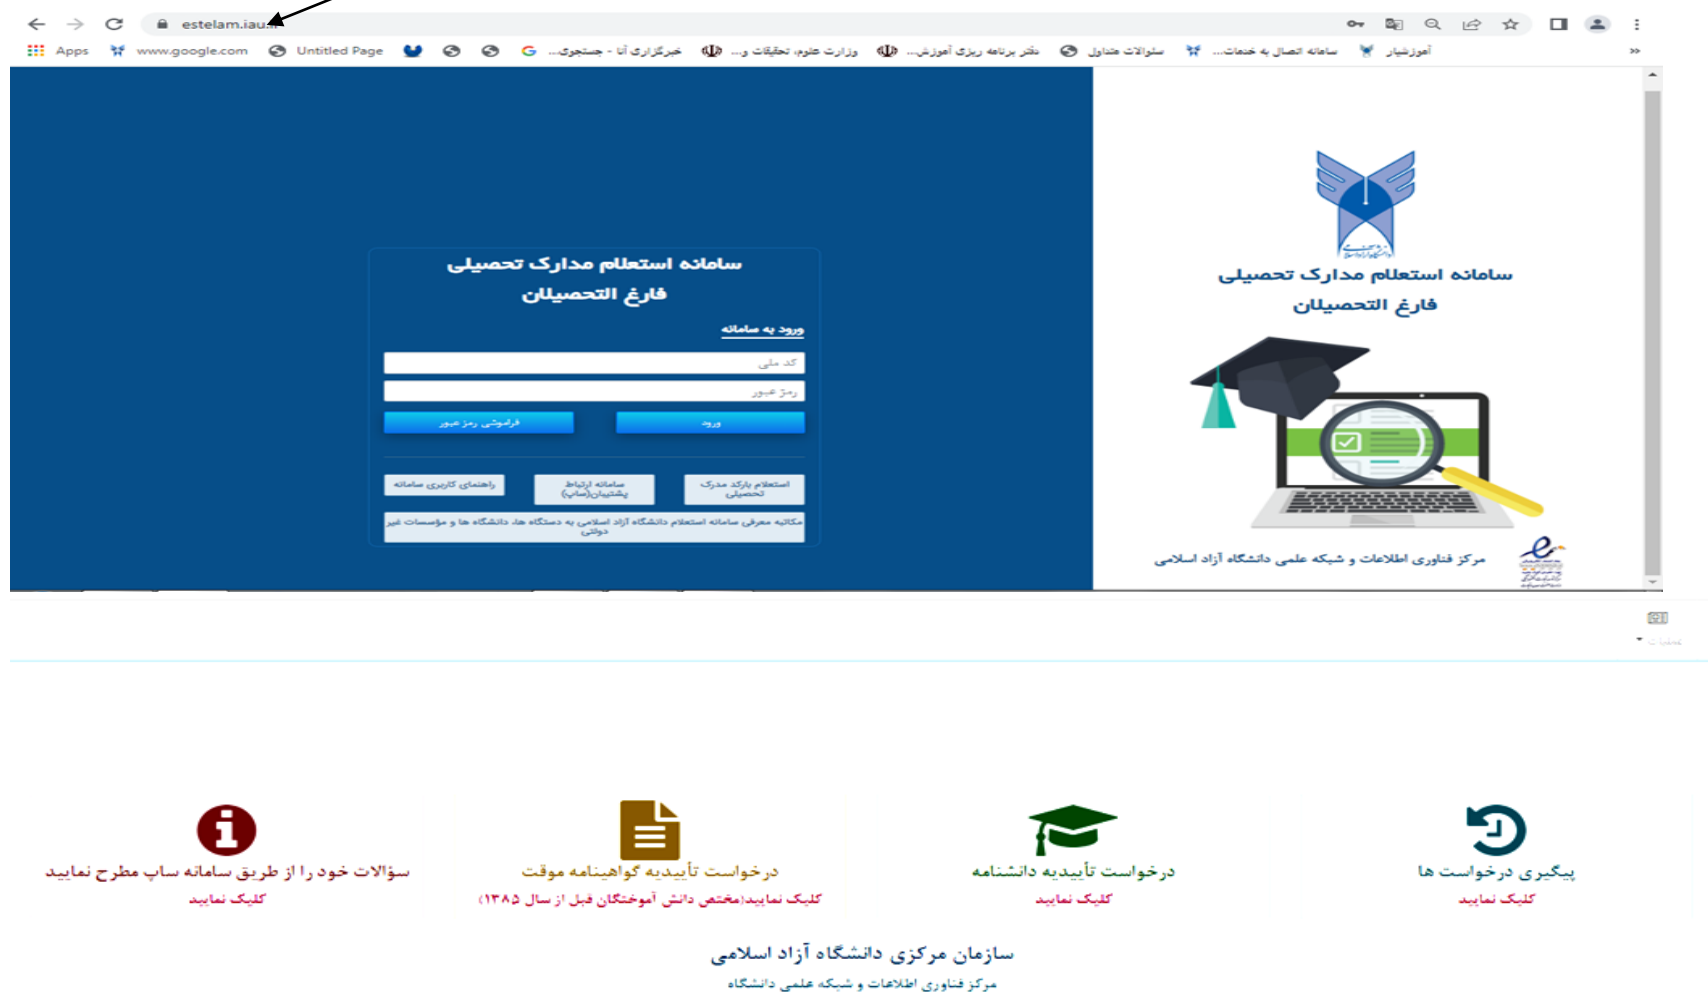 estelam.iau.
Apps www.google.com Untitled Page خبرگزاری آنا - جستجوی... وزارت علوم، تحقیقات و... دفتر برنامه ریزی آموزش... سئوالات متداول سامانه اتصال به خدمات... آموزشیار »
سامانه استعلام مدارک تحصیلی
فارغ التحصیلان
ورود به سامانه
کد ملی
رمز عبور
ورود
فراموشی رمز عبور
استعلام بارکد مدرک تحصیلی
سامانه ارتباط پشتیبان(ساپ)
راهنمای کاربری سامانه
مکاتبه معرفی سامانه استعلام دانشگاه آزاد اسلامی به دستگاه ها، دانشگاه ها و مؤسسات غیر
دولتی
سامانه استعلام مدارک تحصیلی
فارغ التحصیلان
مرکز فناوری اطلاعات و شبکه علمی دانشگاه آزاد اسلامی
عملیات
پیگیری درخواست ها
کلیک نمایید
درخواست تأییدیه دانشنامه
کلیک نمایید
درخواست تأییدیه گواهینامه موقت
کلیک نمایید(مختص دانش آموختگان قبل از سال ۱۳۸۵)
سؤالات خود را از طریق سامانه ساپ مطرح نمایید
کلیک نمایید
سازمان مرکزی دانشگاه آزاد اسلامی
مرکز فناوری اطلاعات و شبکه علمی دانشگاه